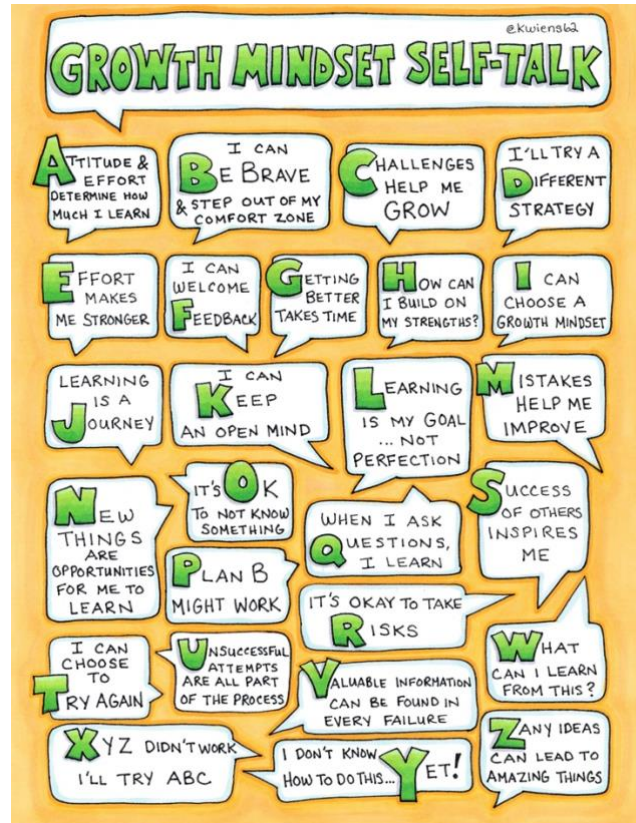 @kwiens62
GROWTH MINDSET SELF-TALK
ATTITUDE &
EFFORT
DETERMINE HOW
MUCH I LEARN
I CAN
BE BRAVE
& STEP OUT OF MY
COMFORT ZONE
CHALLENGES
HELP ME
GROW
I'LL TRY A
DIFFERENT
STRATEGY
EFFORT
MAKES
ME STRONGER
I CAN
WELCOME
FEEDBACK
GETTING
BETTER
TAKES TIME
HOW CAN
I BUILD ON
MY STRENGTHS?
I CAN
CHOOSE A
GROWTH MINDSET
LEARNING
IS A
JOURNEY
I CAN
KEEP
AN OPEN MIND
LEARNING
IS MY GOAL
... NOT
PERFECTION
MISTAKES
HELP ME
IMPROVE
NEW
THINGS
ARE
OPPORTUNITIES
FOR ME TO
LEARN
IT'S OK
TO NOT KNOW
SOMETHING
PLAN B
MIGHT WORK
WHEN I ASK
QUESTIONS,
I LEARN
IT'S OKAY TO TAKE
RISKS
SUCCESS
OF OTHERS
INSPIRES
ME
I CAN
CHOOSE
TO
TRY AGAIN
UNSUCCESSFUL
ATTEMPTS
ARE ALL PART
OF THE PROCESS
VALUABLE INFORMATION
CAN BE FOUND IN
EVERY FAILURE
WHAT
CAN I LEARN
FROM THIS?
XYZ DIDN'T WORK
I'LL TRY ABC
I DON'T KNOW
HOW TO DO THIS... YET!
ZANY IDEAS
CAN LEAD TO
AMAZING THINGS